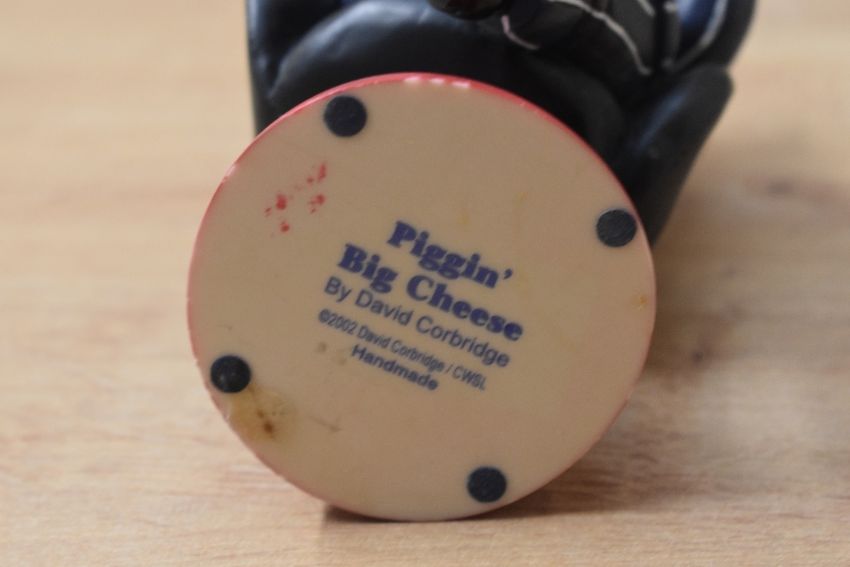 Piggin'
Big Cheese
By David Corbridge
©2002 David Corbridge / CWSL
Handmade